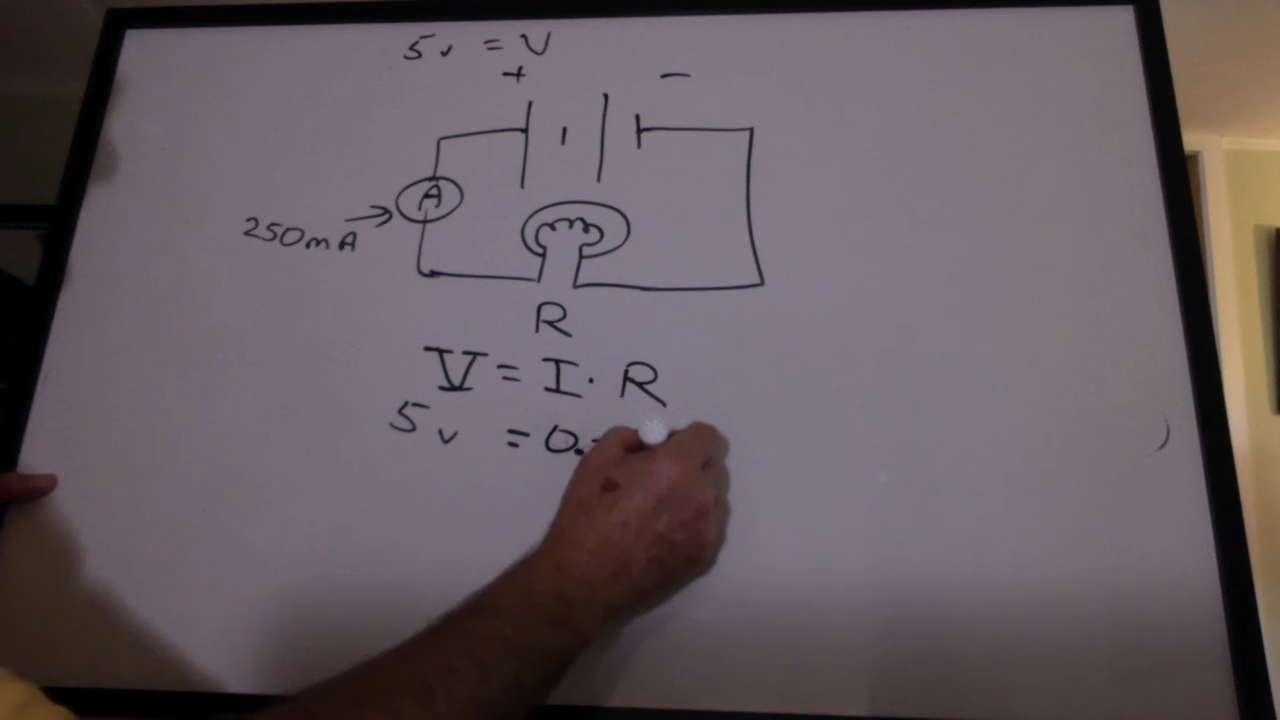 5v = V
+ −
A
250mA
R
V = I · R
5v = 0.